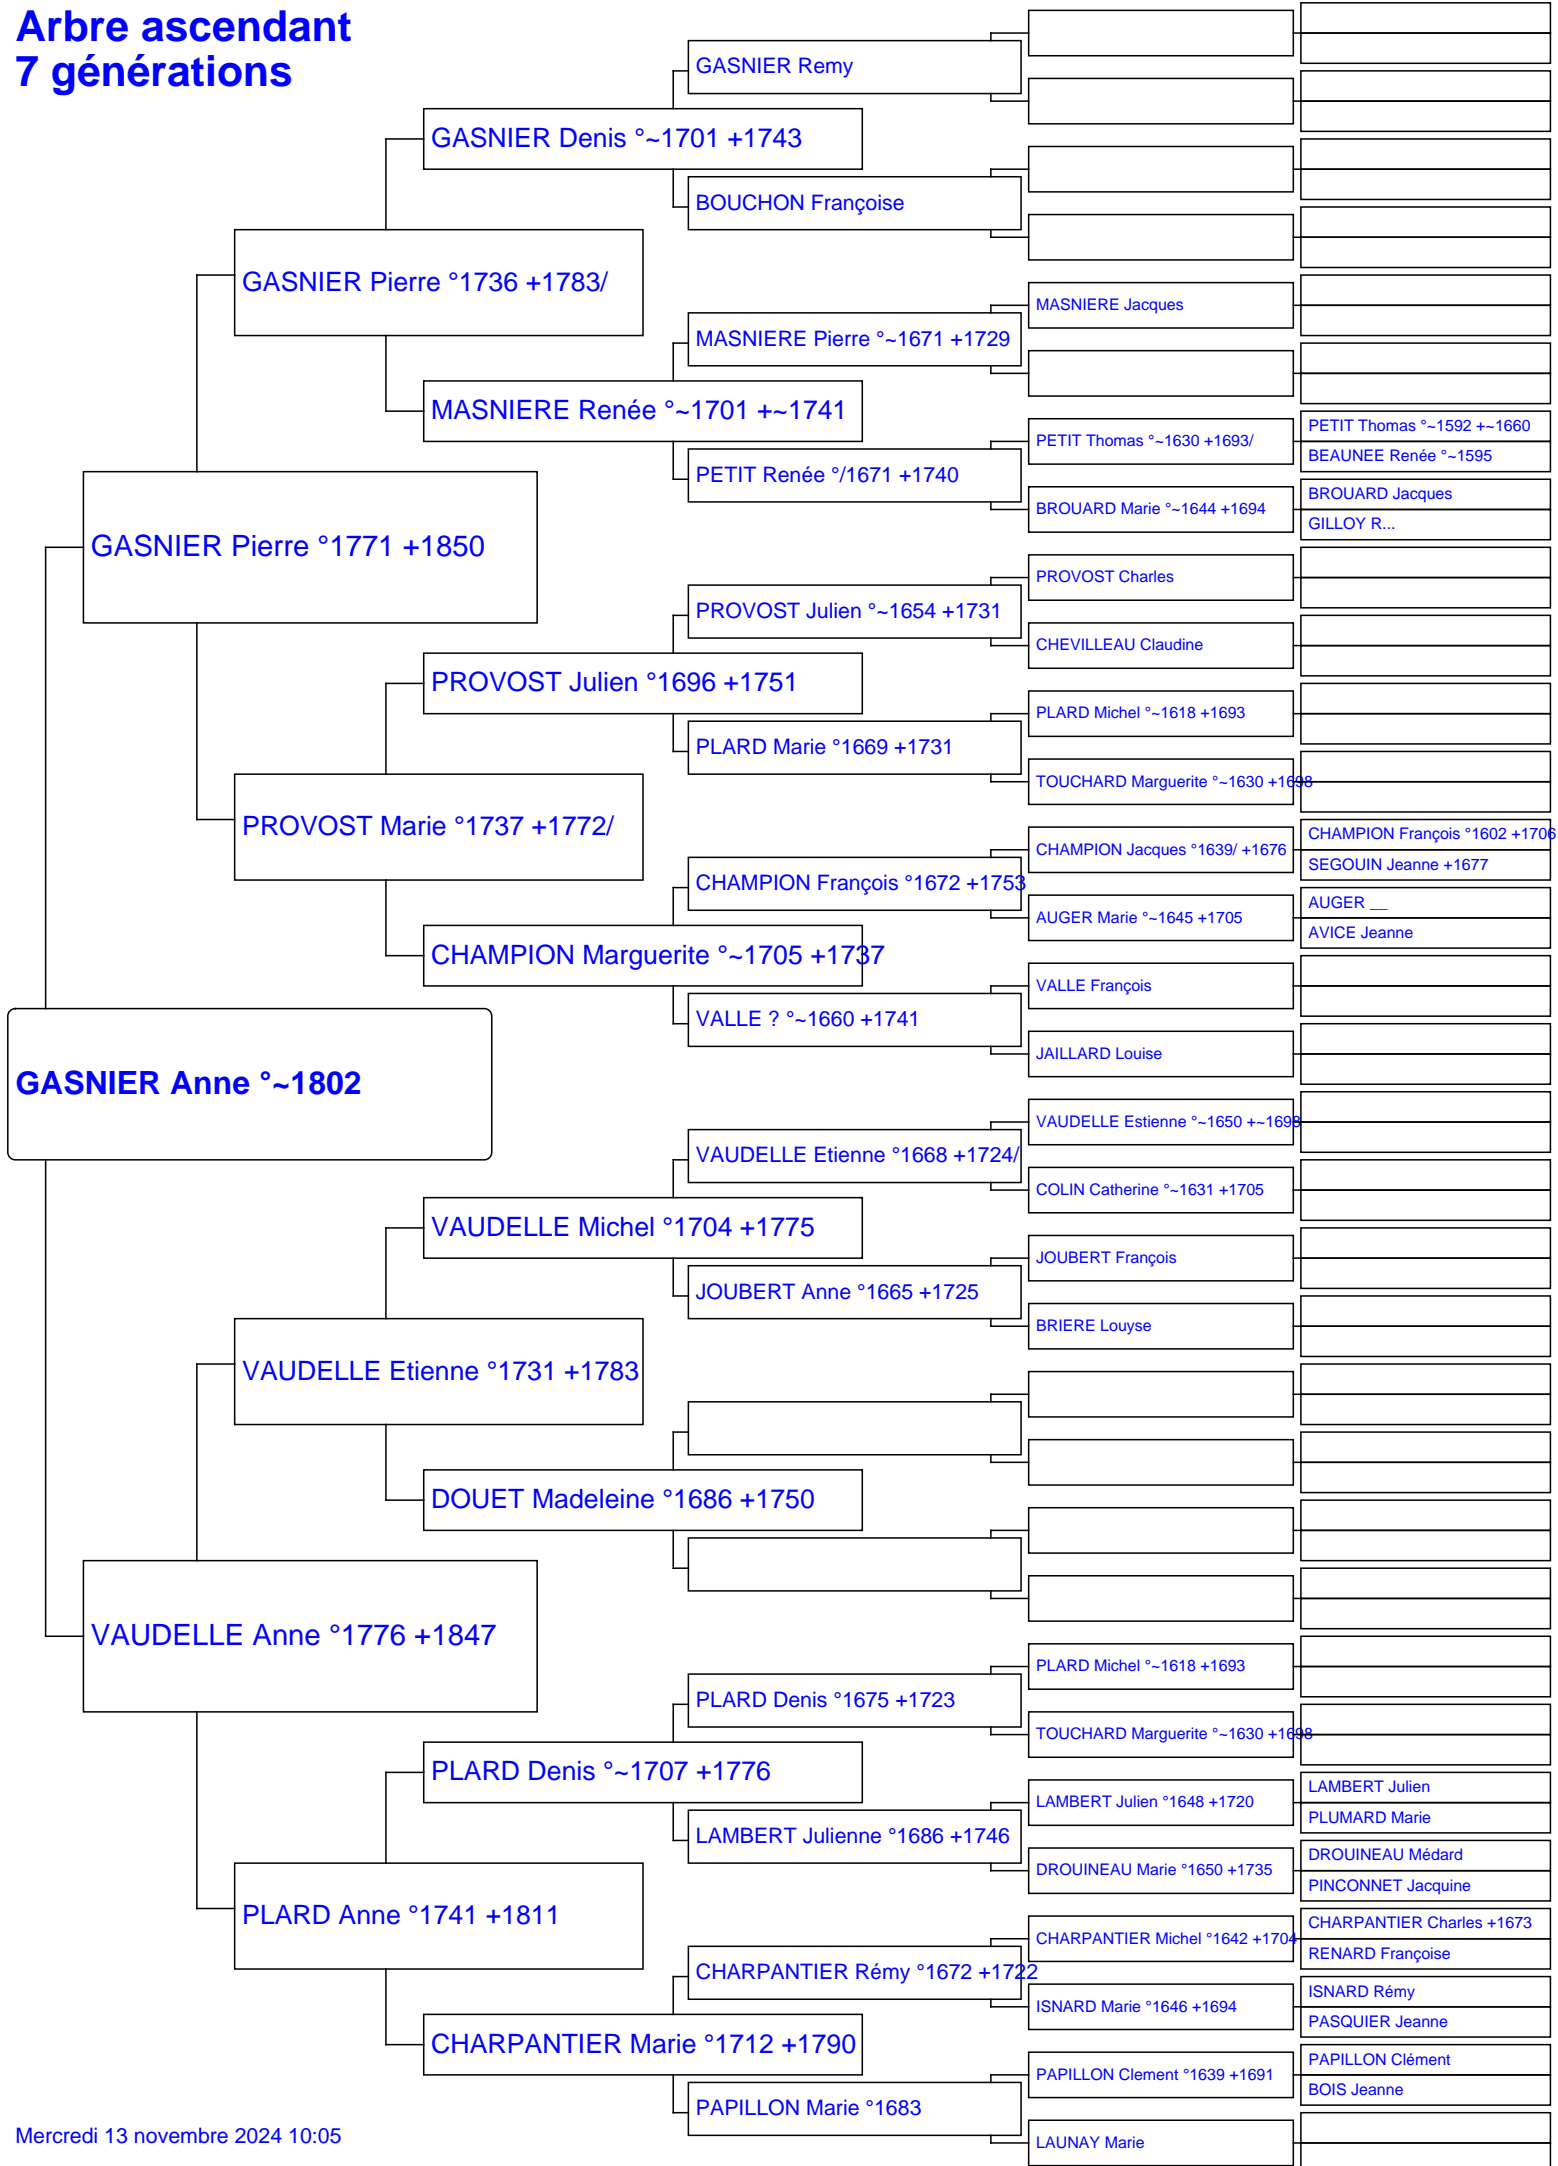 Arbre ascendant
7 générations
GASNIER Remy
GASNIER Denis °~1701 +1743
BOUCHON Françoise
GASNIER Pierre °1736 +1783/
MASNIERE Jacques
MASNIERE Pierre °~1671 +1729
MASNIERE Renée °~1701 +~1741
PETIT Thomas °~1592 +~1660
PETIT Thomas °~1630 +1693/
BEAUNEE Renée °~1595
PETIT Renée °/1671 +1740
BROUARD Jacques
BROUARD Marie °~1644 +1694
GILLOY R...
GASNIER Pierre °1771 +1850
PROVOST Charles
PROVOST Julien °~1654 +1731
CHEVILLEAU Claudine
PROVOST Julien °1696 +1751
PLARD Michel °~1618 +1693
PLARD Marie °1669 +1731
TOUCHARD Marguerite °~1630 +1698
PROVOST Marie °1737 +1772/
CHAMPION François °1602 +1706
CHAMPION Jacques °1639/ +1676
SEGOUIN Jeanne +1677
CHAMPION François °1672 +1753
AUGER __
AUGER Marie °~1645 +1705
AVICE Jeanne
CHAMPION Marguerite °~1705 +1737
VALLE François
VALLE ? °~1660 +1741
JAILLARD Louise
GASNIER Anne °~1802
VAUDELLE Estienne °~1650 +~1698
VAUDELLE Etienne °1668 +1724/
COLIN Catherine °~1631 +1705
VAUDELLE Michel °1704 +1775
JOUBERT François
JOUBERT Anne °1665 +1725
BRIERE Louyse
VAUDELLE Etienne °1731 +1783
DOUET Madeleine °1686 +1750
VAUDELLE Anne °1776 +1847
PLARD Michel °~1618 +1693
PLARD Denis °1675 +1723
TOUCHARD Marguerite °~1630 +1698
PLARD Denis °~1707 +1776
LAMBERT Julien
LAMBERT Julien °1648 +1720
PLUMARD Marie
LAMBERT Julienne °1686 +1746
DROUINEAU Médard
DROUINEAU Marie °1650 +1735
PINCONNET Jacquine
PLARD Anne °1741 +1811
CHARPANTIER Charles +1673
CHARPANTIER Michel °1642 +1704
RENARD Françoise
CHARPANTIER Rémy °1672 +1722
ISNARD Rémy
ISNARD Marie °1646 +1694
PASQUIER Jeanne
CHARPANTIER Marie °1712 +1790
PAPILLON Clément
PAPILLON Clement °1639 +1691
BOIS Jeanne
PAPILLON Marie °1683
LAUNAY Marie
Mercredi 13 novembre 2024 10:05